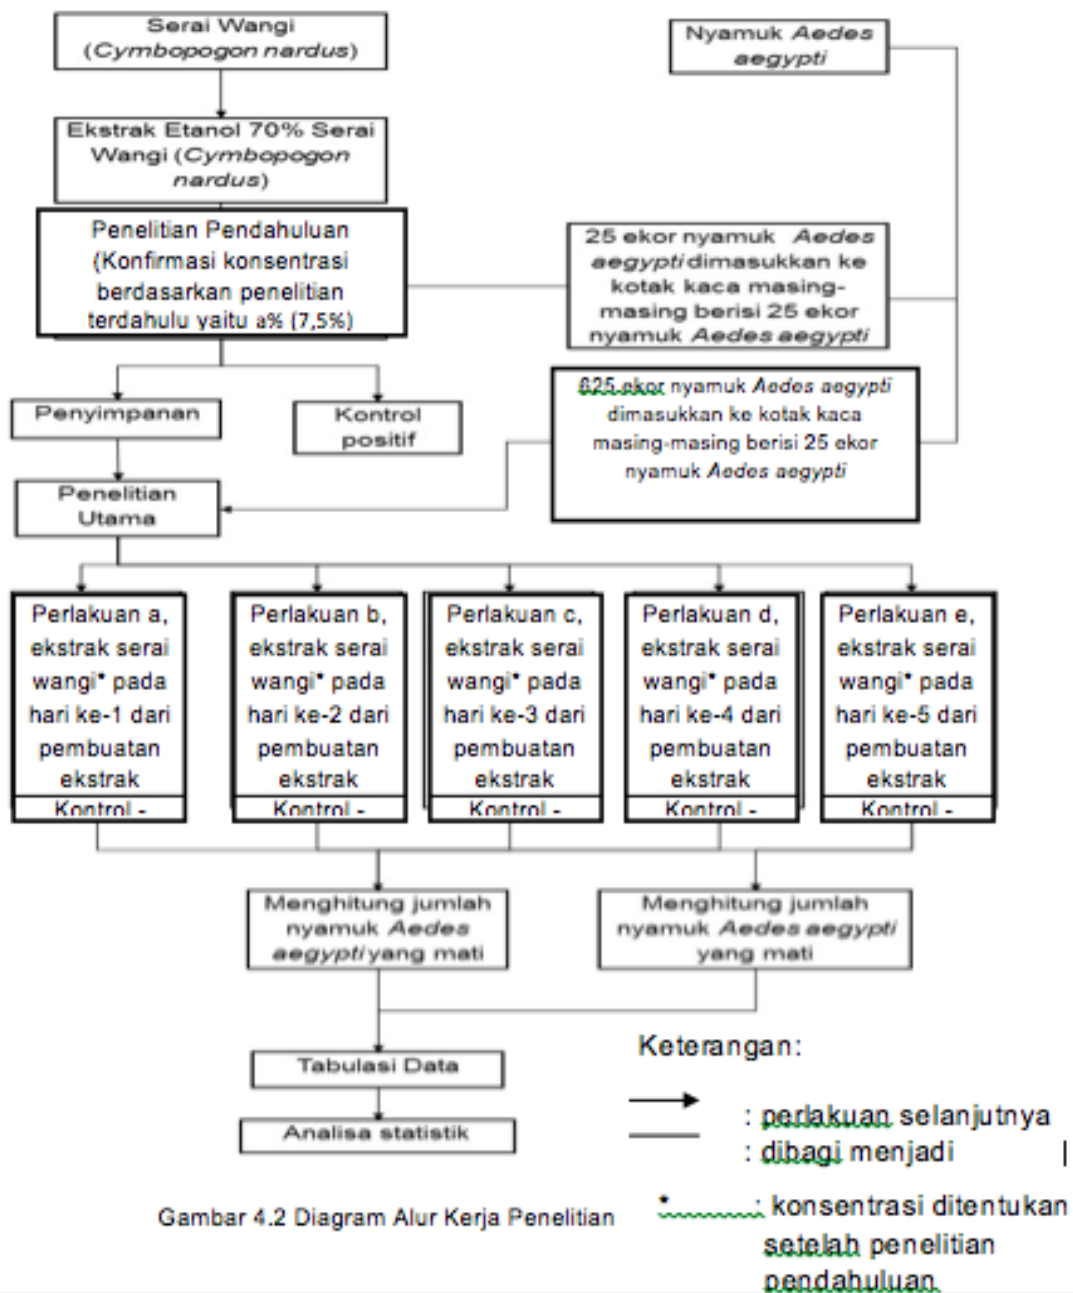 Serai Wangi
(Cymbopogon nardus)
Nyamuk Aedes
aegypti
Ekstrak Etanol 70% Serai
Wangi (Cymbopogon
nardus)
Penelitian Pendahuluan
(Konfirmasi konsentrasi
berdasarkan penelitian
terdahulu yaitu a% (7,5%)
25 ekor nyamuk Aedes
aegypti dimasukkan ke
kotak kaca masing-
masing berisi 25 ekor
nyamuk Aedes aegypti
625 ekor nyamuk Aedes aegypti
dimasukkan ke kotak kaca
masing-masing berisi 25 ekor
nyamuk Aedes aegypti
Penyimpanan
Kontrol
positif
Penelitian
Utama
Perlakuan a,
ekstrak serai
wangi* pada
hari ke-1 dari
pembuatan
ekstrak
Kontrol -
Perlakuan b,
ekstrak serai
wangi* pada
hari ke-2 dari
pembuatan
ekstrak
Kontrol -
Perlakuan c,
ekstrak serai
wangi* pada
hari ke-3 dari
pembuatan
ekstrak
Kontrol -
Perlakuan d,
ekstrak serai
wangi* pada
hari ke-4 dari
pembuatan
ekstrak
Kontrol -
Perlakuan e,
ekstrak serai
wangi* pada
hari ke-5 dari
pembuatan
ekstrak
Kontrol -
Menghitung jumlah
nyamuk Aedes
aegypti yang mati
Menghitung jumlah
nyamuk Aedes aegypti
yang mati
Tabulasi Data
Analisa statistik
Keterangan:
: perlakuan selanjutnya
: dibagi menjadi
* : konsentrasi ditentukan
setelah penelitian
pendahuluan
Gambar 4.2 Diagram Alur Kerja Penelitian